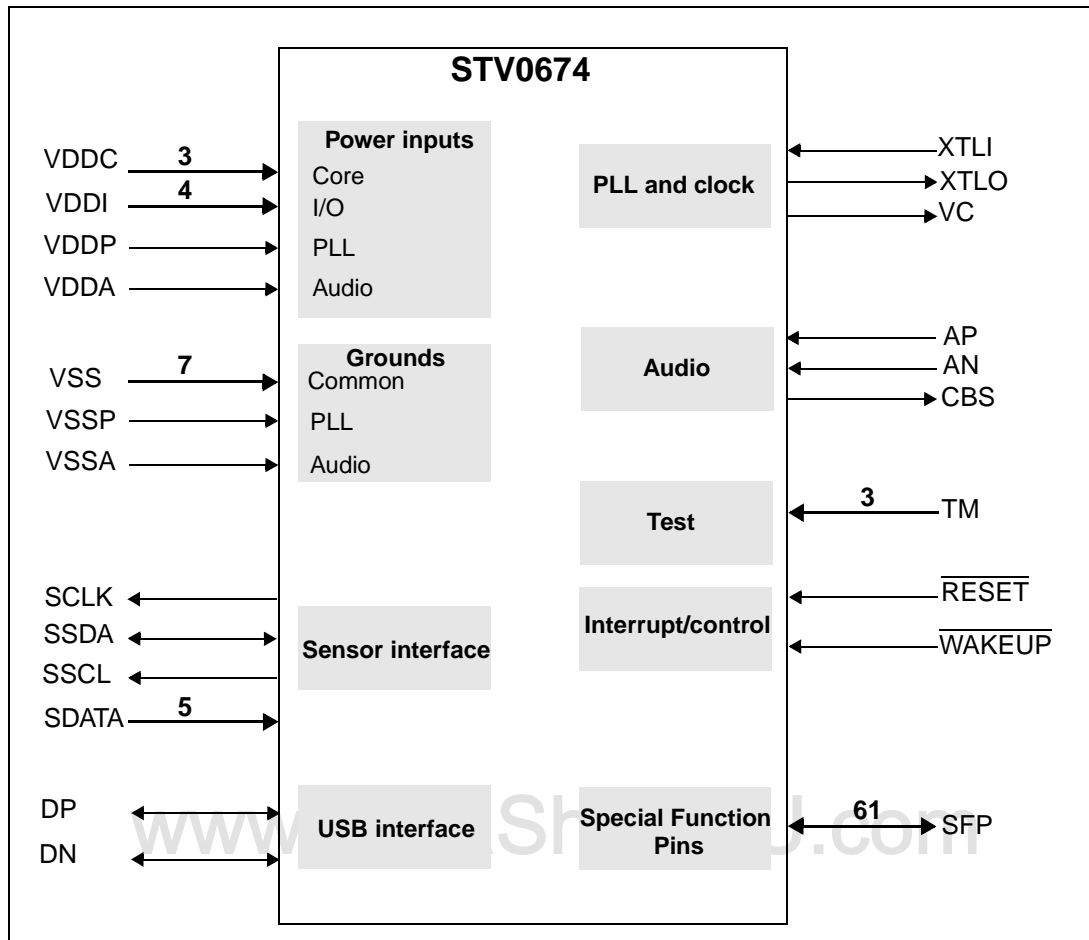 STV0674
Power inputs
Core
I/O
PLL
Audio
VDDC
3
VDDI
4
VDDP
VDDA
Grounds
Common
PLL
Audio
VSS
7
VSSP
VSSA
Sensor interface
SCLK
SSDA
SSCL
SDATA
5
USB interface
DP
DN
PLL and clock
XTLI
XTLO
VC
Audio
AP
AN
CBS
Test
3
TM
Interrupt/control
RESET
WAKEUP
Special Function
Pins
61
SFP